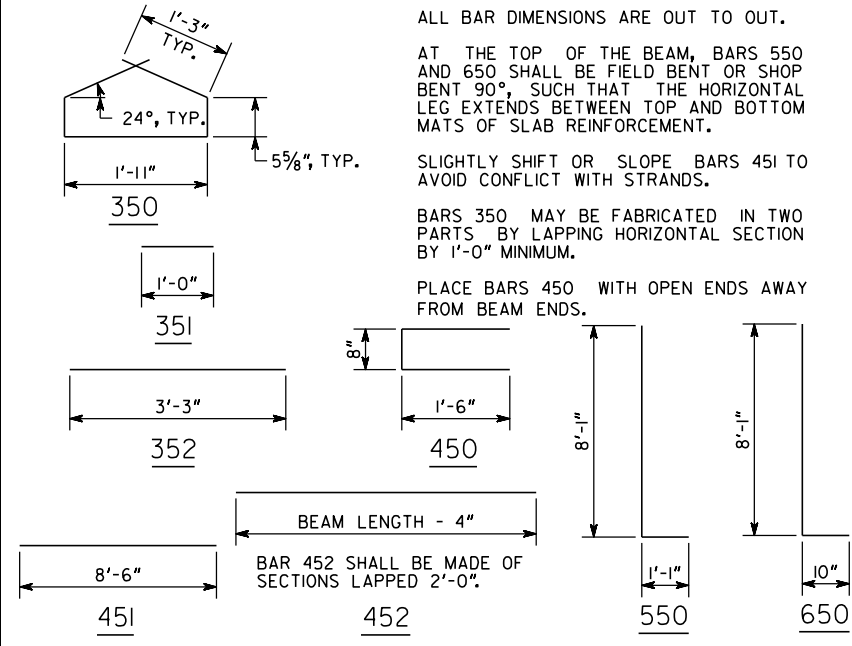 ALL BAR DIMENSIONS ARE OUT TO OUT.
AT THE TOP OF THE BEAM, BARS 550
AND 650 SHALL BE FIELD BENT OR SHOP
BENT 90°, SUCH THAT THE HORIZONTAL
LEG EXTENDS BETWEEN TOP AND BOTTOM
MATS OF SLAB REINFORCEMENT.
SLIGHTLY SHIFT OR SLOPE BARS 451 TO
AVOID CONFLICT WITH STRANDS.
BARS 350 MAY BE FABRICATED IN TWO
PARTS BY LAPPING HORIZONTAL SECTION
BY 1'-0" MINIMUM.
PLACE BARS 450 WITH OPEN ENDS AWAY
FROM BEAM ENDS.
1'-3"
TYP.
24°, TYP.
5⅝", TYP.
1'-11"
350
1'-0"
351
3'-3"
352
8"
1'-6"
450
8'-6"
451
BEAM LENGTH - 4"
BAR 452 SHALL BE MADE OF
SECTIONS LAPPED 2'-0".
452
8'-1"
1'-1"
550
8'-1"
10"
650